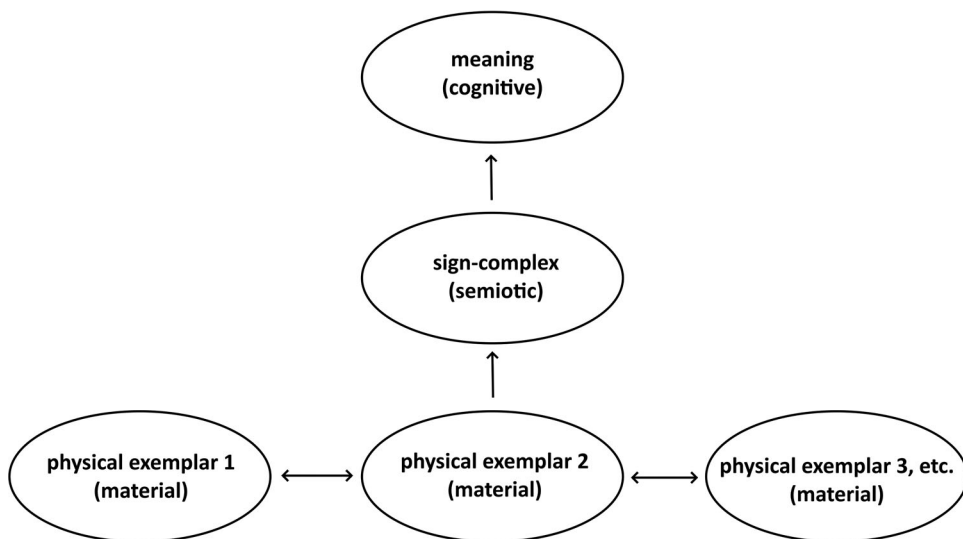 meaning
(cognitive)
sign-complex
(semiotic)
physical exemplar 1
(material)
physical exemplar 2
(material)
physical exemplar 3, etc.
(material)